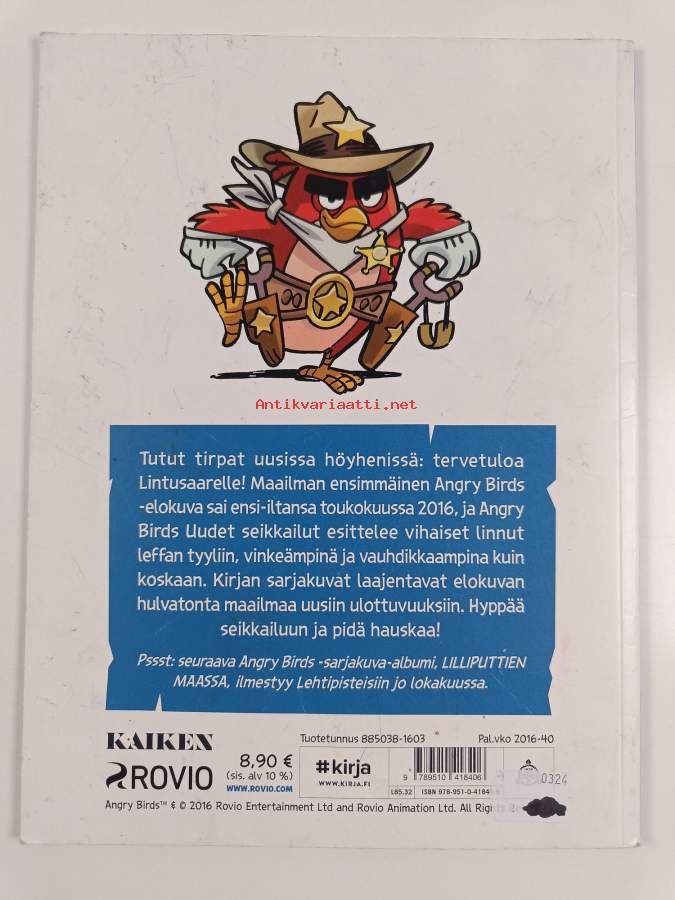 Antikvariaatti.net
Tutut tirpat uusissa höyhenissä: tervetuloa
Lintusaarelle! Maailman ensimmäinen Angry Birds
-elokuva sai ensi-iltansa toukokuussa 2016, ja Angry
Birds Uudet seikkailut esittelee vihaiset linnut
leffan tyyliin, vinkeämpinä ja vauhdikkaampina kuin
koskaan. Kirjan sarjakuvat laajentavat elokuvan
hulvatonta maailmaa uusiin ulottuvuuksiin. Hyppää
seikkailuun ja pidä hauskaa!
Pssst: seuraava Angry Birds -sarjakuva-albumi, LILLIPUTTIEN
MAASSA, ilmestyy Lehtipisteisiin jo lokakuussa.
KAIKEN
ROVIO
8,90 €
(sis. alv 10 %)
WWW.ROVIO.COM
Tuotetunnus 885038-1603
Pal.vko 2016-40
#kirja
WWW.KIRJA.FI
9 789510 418406
0324
L85.32 ISBN 978-951-0-4184
Angry Birds™ & © 2016 Rovio Entertainment Ltd and Rovio Animation Ltd. All